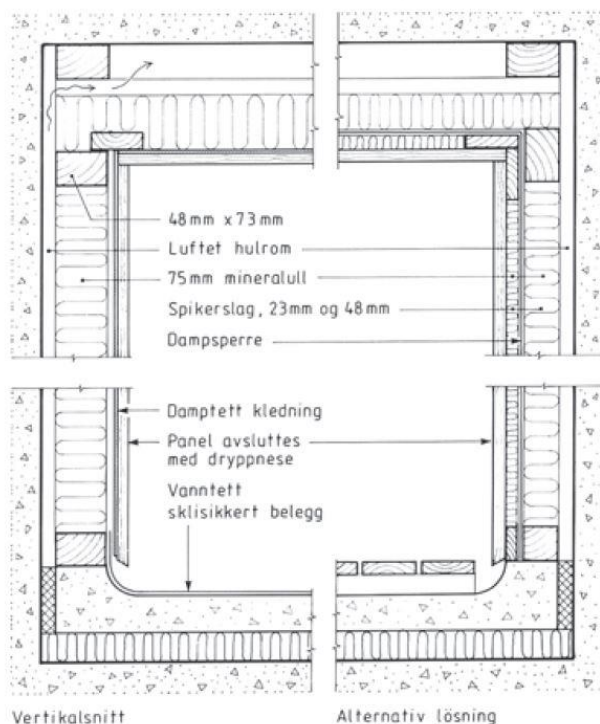 48mm x 73mm
Luftet hulrom
75mm mineralull
Spikerslag, 23mm og 48mm
Dampsperre
Damptett kledning
Panel avsluttes
med dryppnese
Vanntett
sklisikkert belegg
Vertikalsnitt
Alternativ lösning